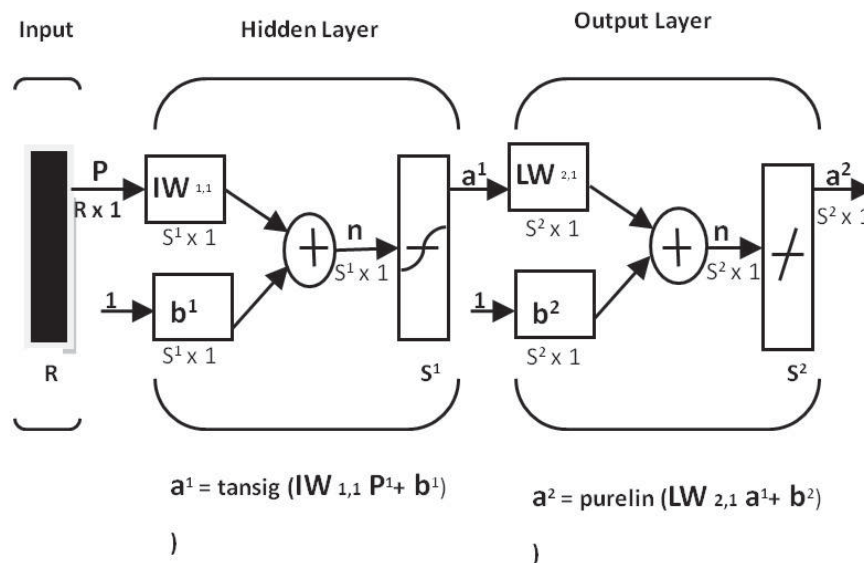 Input
Hidden Layer
Output Layer
P
R x 1
IW 1,1
S¹ x 1
1
b¹
S¹ x 1
R
n
S¹ x 1
a¹
S¹
LW 2,1
S² x 1
1
b²
S² x 1
n
S² x 1
a²
S² x 1
S²
a¹ = tansig (IW 1,1 P¹+ b¹)
)
a² = purelin (LW 2,1 a¹+ b²)
)